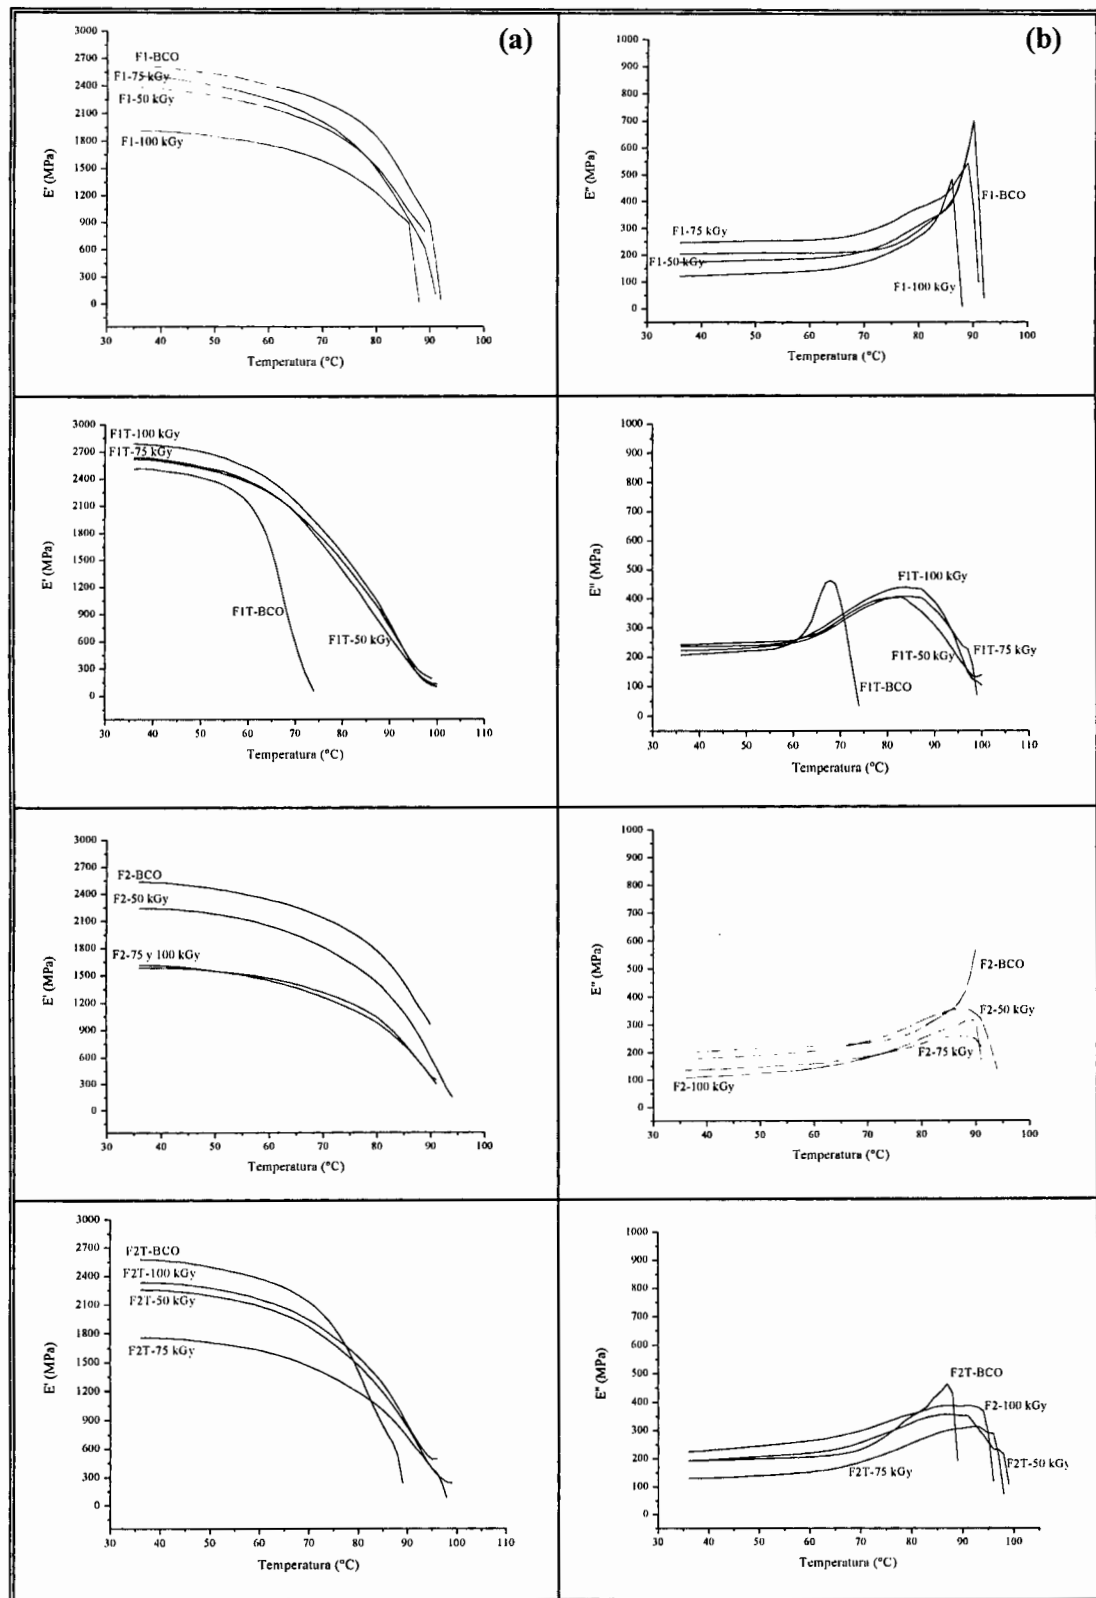 (a)
3000
2700
2400
2100
1800
1500
1200
900
600
300
0
E' (MPa)
F1-BCO
F1-75 kGy
F1-50 kGy
F1-100 kGy
30 40 50 60 70 80 90 100
Temperatura (°C)
(b)
1000
900
800
700
600
500
400
300
200
100
0
E'' (MPa)
F1-BCO
F1-75 kGy
F1-50 kGy
F1-100 kGy
30 40 50 60 70 80 90 100
Temperatura (°C)
3000
2700
2400
2100
1800
1500
1200
900
600
300
0
E' (MPa)
F1T-100 kGy
F1T-75 kGy
F1T-BCO
F1T-50 kGy
30 40 50 60 70 80 90 100 110
Temperatura (°C)
1000
900
800
700
600
500
400
300
200
100
0
E'' (MPa)
F1T-100 kGy
F1T-75 kGy
F1T-50 kGy
F1T-BCO
30 40 50 60 70 80 90 100 110
Temperatura (°C)
3000
2700
2400
2100
1800
1500
1200
900
600
300
0
E' (MPa)
F2-BCO
F2-50 kGy
F2-75 y 100 kGy
30 40 50 60 70 80 90 100
Temperatura (°C)
1000
900
800
700
600
500
400
300
200
100
0
E'' (MPa)
F2-BCO
F2-50 kGy
F2-75 kGy
F2-100 kGy
30 40 50 60 70 80 90 100
Temperatura (°C)
3000
2700
2400
2100
1800
1500
1200
900
600
300
0
E' (MPa)
F2T-BCO
F2T-100 kGy
F2T-50 kGy
F2T-75 kGy
30 40 50 60 70 80 90 100 110
Temperatura (°C)
1000
900
800
700
600
500
400
300
200
100
0
E'' (MPa)
F2T-BCO
F2-100 kGy
F2T-50 kGy
F2T-75 kGy
30 40 50 60 70 80 90 100
Temperatura (°C)